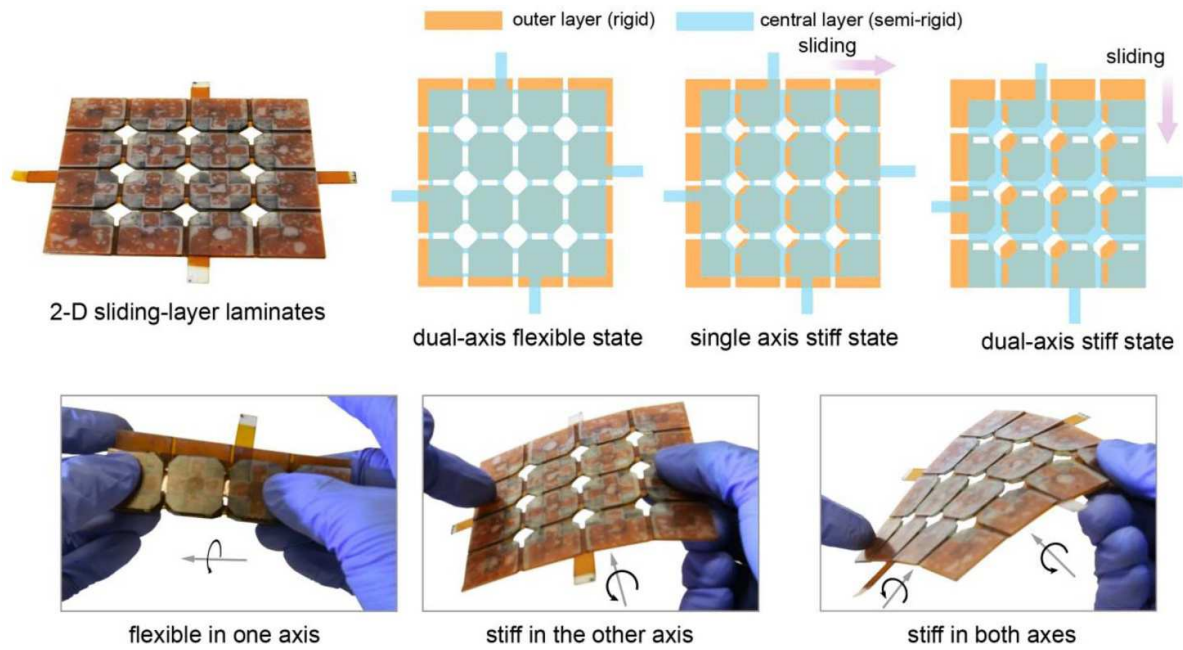 outer layer (rigid)
central layer (semi-rigid)
sliding
sliding
2-D sliding-layer laminates
dual-axis flexible state
single axis stiff state
dual-axis stiff state
flexible in one axis
stiff in the other axis
stiff in both axes